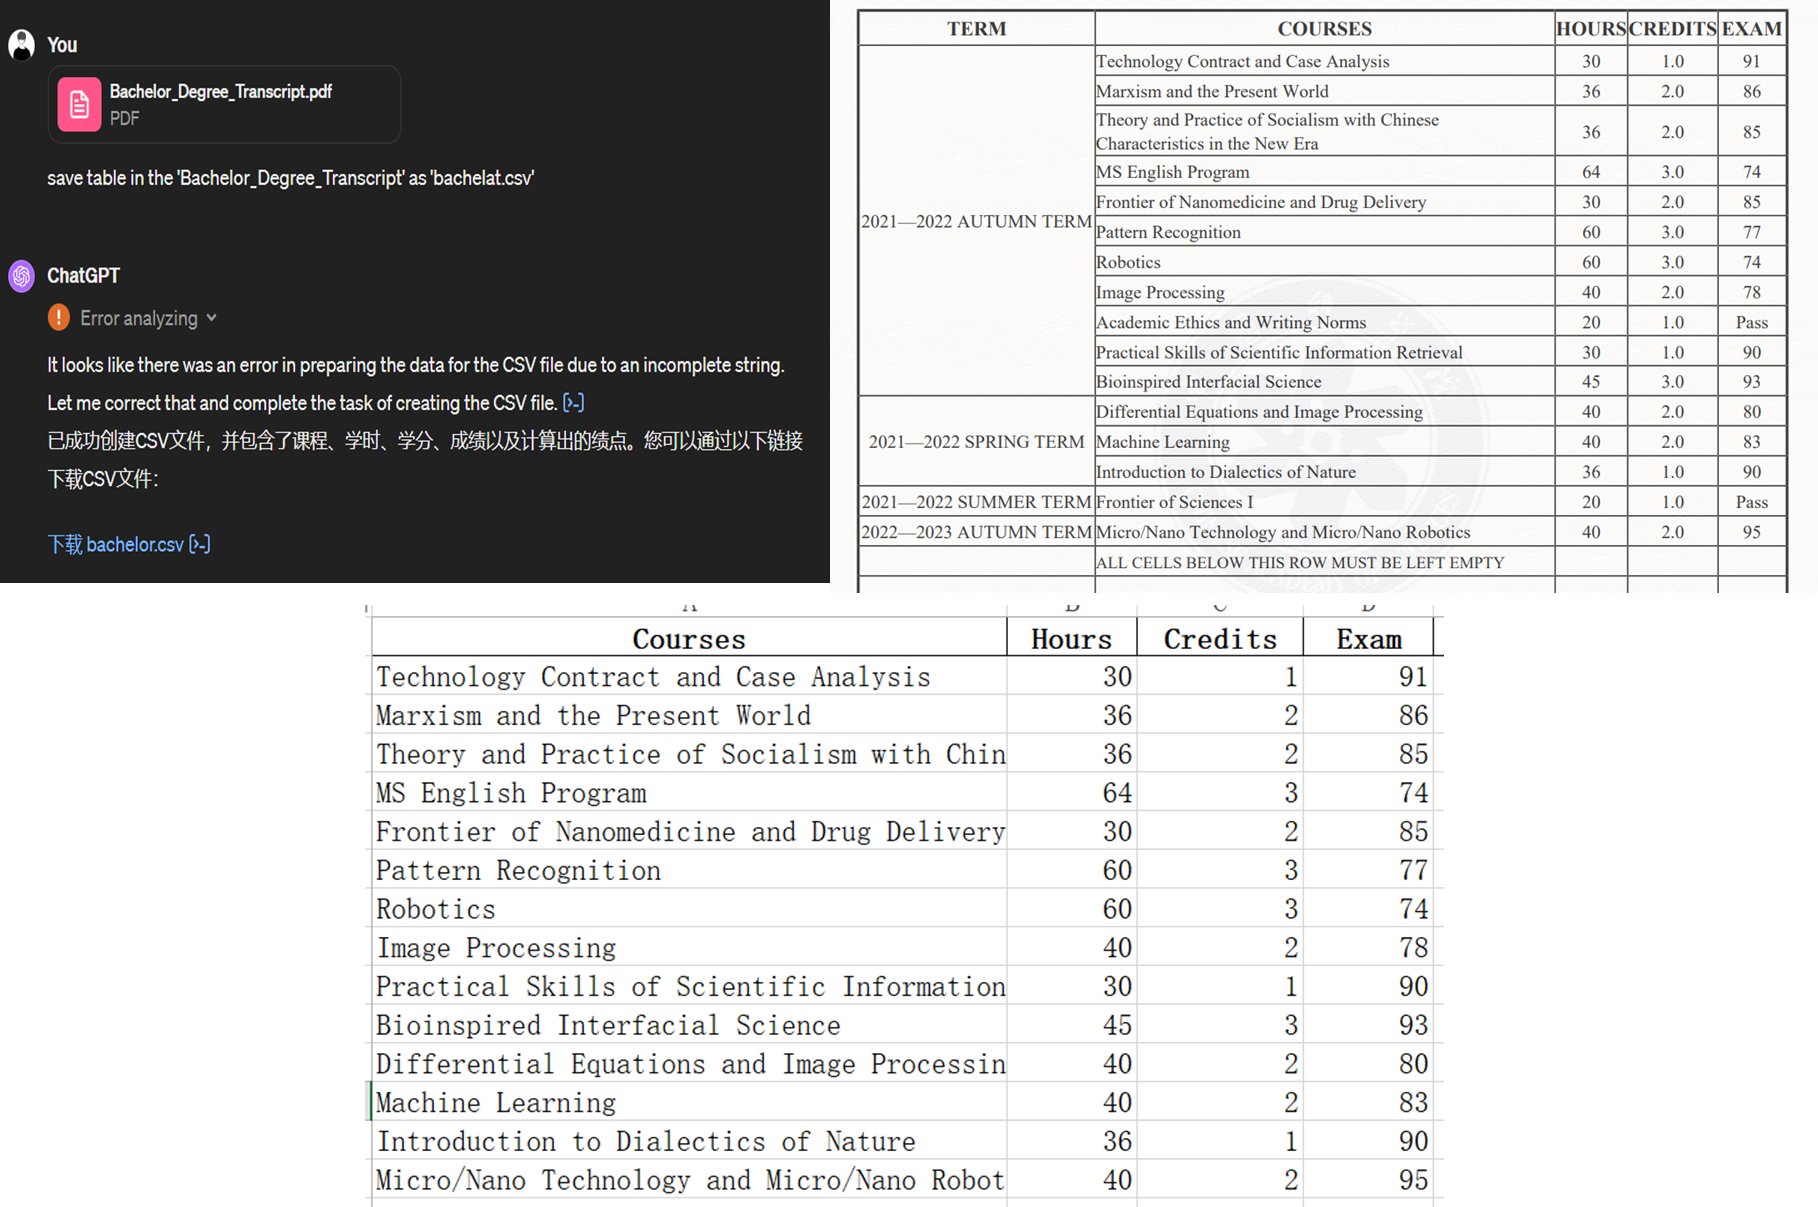 You
Bachelor_Degree_Transcript.pdf
PDF
save table in the 'Bachelor_Degree_Transcript' as 'bachelat.csv'
ChatGPT
Error analyzing
It looks like there was an error in preparing the data for the CSV file due to an incomplete string.
Let me correct that and complete the task of creating the CSV file. [>-]
已成功创建CSV文件，并包含了课程、学时、学分、成绩以及计算出的绩点。您可以通过以下链接
下载CSV文件：
下载 bachelor.csv [>-]
TERM COURSES HOURS CREDITS EXAM
Technology Contract and Case Analysis 30 1.0 91
Marxism and the Present World 36 2.0 86
Theory and Practice of Socialism with Chinese
Characteristics in the New Era 36 2.0 85
MS English Program 64 3.0 74
Frontier of Nanomedicine and Drug Delivery 30 2.0 85
2021—2022 AUTUMN TERM
Pattern Recognition 60 3.0 77
Robotics 60 3.0 74
Image Processing 40 2.0 78
Academic Ethics and Writing Norms 20 1.0 Pass
Practical Skills of Scientific Information Retrieval 30 1.0 90
Bioinspired Interfacial Science 45 3.0 93
Differential Equations and Image Processing 40 2.0 80
2021—2022 SPRING TERM Machine Learning 40 2.0 83
Introduction to Dialectics of Nature 36 1.0 90
2021—2022 SUMMER TERM Frontier of Sciences I 20 1.0 Pass
2022—2023 AUTUMN TERM Micro/Nano Technology and Micro/Nano Robotics 40 2.0 95
ALL CELLS BELOW THIS ROW MUST BE LEFT EMPTY
Courses Hours Credits Exam
Technology Contract and Case Analysis 30 1 91
Marxism and the Present World 36 2 86
Theory and Practice of Socialism with Chin 36 2 85
MS English Program 64 3 74
Frontier of Nanomedicine and Drug Delivery 30 2 85
Pattern Recognition 60 3 77
Robotics 60 3 74
Image Processing 40 2 78
Practical Skills of Scientific Information 30 1 90
Bioinspired Interfacial Science 45 3 93
Differential Equations and Image Processin 40 2 80
Machine Learning 40 2 83
Introduction to Dialectics of Nature 36 1 90
Micro/Nano Technology and Micro/Nano Robot 40 2 95